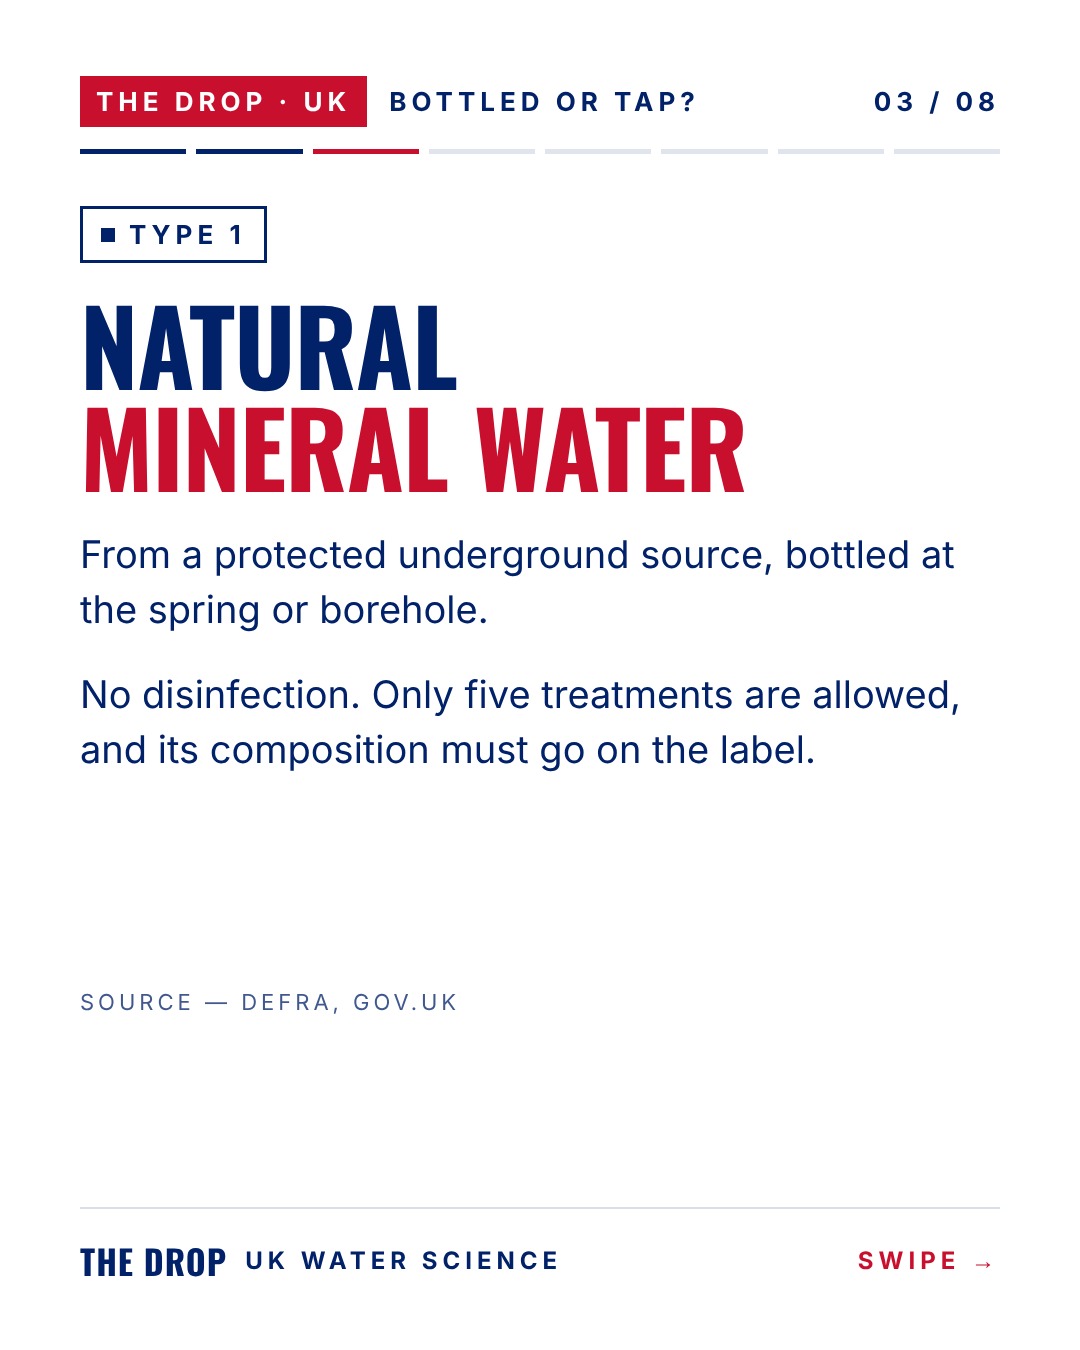 THE DROP · UK BOTTLED OR TAP? 03 / 08
TYPE 1
NATURAL
MINERAL WATER
From a protected underground source, bottled at
the spring or borehole.
No disinfection. Only five treatments are allowed,
and its composition must go on the label.
SOURCE — DEFRA, GOV.UK
THE DROP UK WATER SCIENCE SWIPE →